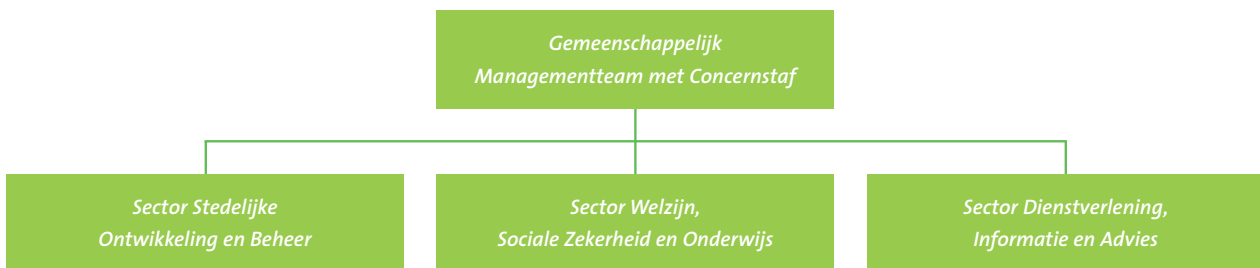 Gemeenschappelijk
Managementteam met Concernstaf
Sector Stedelijke
Ontwikkeling en Beheer
Sector Welzijn,
Sociale Zekerheid en Onderwijs
Sector Dienstverlening,
Informatie en Advies